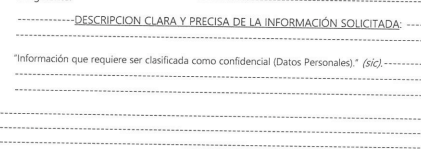 ------------DESCRIPCION CLARA Y PRECISA DE LA INFORMACIÓN SOLICITADA: ----
"Información que requiere ser clasificada como confidencial (Datos Personales)." (sic).---------